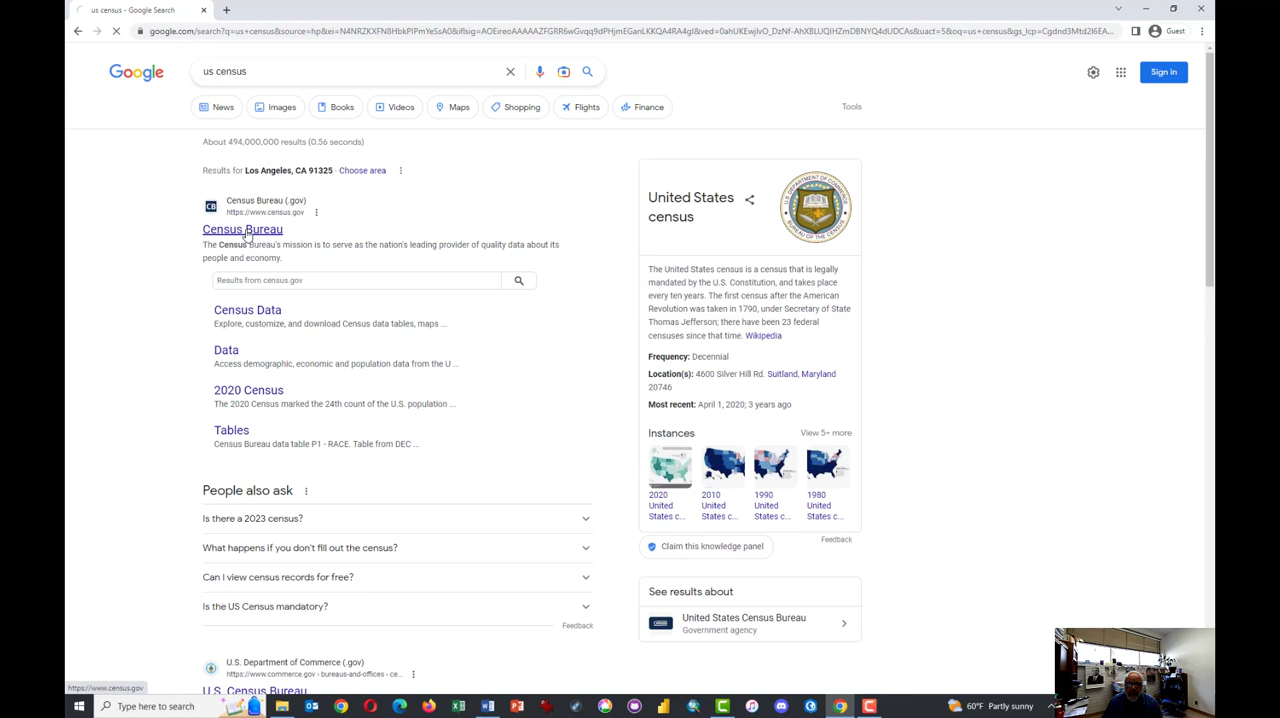 us census - Google Search
google.com/search?q=us+census&source=hp&ei=
Guest
Google
us census
Sign in
News
Images
Books
Videos
Maps
Shopping
Flights
Finance
Tools
About 494,000,000 results (0.56 seconds)
Results for Los Angeles, CA 91325 · Choose area
CB
Census Bureau (.gov)
https://www.census.gov
Census Bureau
The Census Bureau's mission is to serve as the nation's leading provider of quality data about its
people and economy.
Results from census.gov
Census Data
Explore, customize, and download Census data tables, maps ...
Data
Access demographic, economic and population data from the U ...
2020 Census
The 2020 Census marked the 24th count of the U.S. population ...
Tables
Census Bureau data table P1 - RACE. Table from DEC ...
People also ask
Is there a 2023 census?
What happens if you don't fill out the census?
Can I view census records for free?
Is the US Census mandatory?
Feedback
U.S. Department of Commerce (.gov)
https://www.commerce.gov › bureaus-and-offices › ce...
U.S. Census Bureau
United States
census
The United States census is a census that is legally
mandated by the U.S. Constitution, and takes place
every ten years. The first census after the American
Revolution was taken in 1790, under Secretary of State
Thomas Jefferson; there have been 23 federal
censuses since that time. Wikipedia
Frequency: Decennial
Location(s): 4600 Silver Hill Rd. Suitland, Maryland
20746
Most recent: April 1, 2020; 3 years ago
Instances
View 5+ more
2020
United
States c...
2010
United
States c...
1990
United
States c...
1980
United
States c...
Feedback
Claim this knowledge panel
See results about
United States Census Bureau
Government agency
https://www.census.gov
Type here to search
60°F Partly sunny